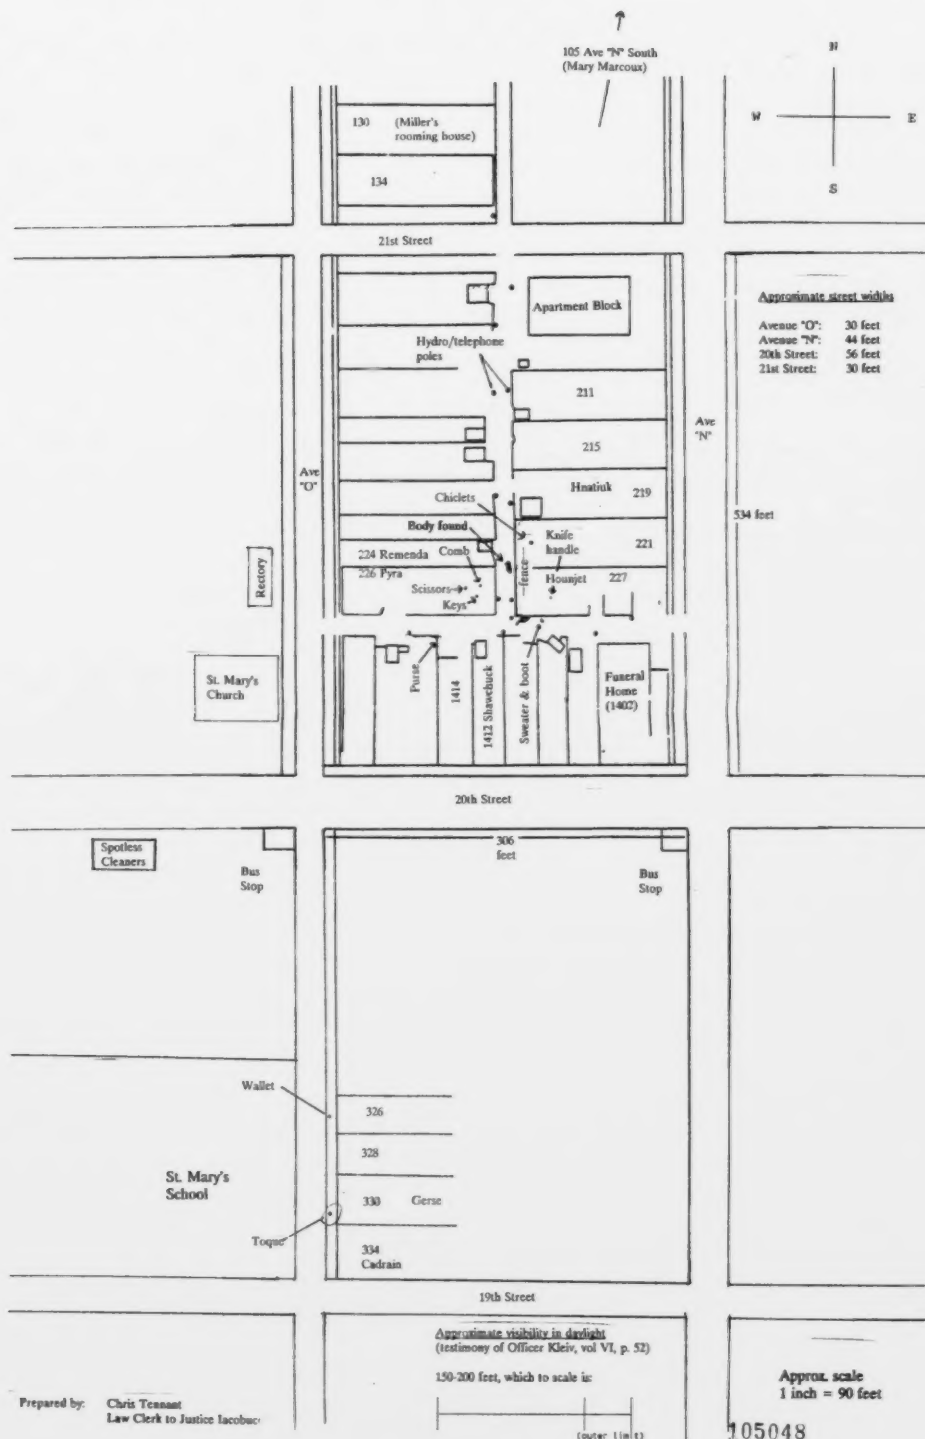 105 Ave "N" South
(Mary Marcoux)
N
W
E
S
130 (Miller's
rooming house)
134
21st Street
Apartment Block
Hydro/telephone
poles
Approximate street widths
Avenue "O": 30 feet
Avenue "N": 44 feet
20th Street: 56 feet
21st Street: 30 feet
211
215
Ave
"N"
Ave
"O"
Hnatiuk 219
534 feet
Chiclets
Body found
Knife
handle
221
224 Remenda
Comb
fence
226 Pyra
Hounjet
227
Scissors
Keys
Rectory
St. Mary's
Church
Purse
1414
1412 Shawchuck
Sweater & boot
Funeral
Home
(1402)
20th Street
306
feet
Spotless
Cleaners
Bus
Stop
Bus
Stop
Wallet
326
328
St. Mary's
School
330 Gerse
Toque
334
Cadrain
19th Street
Approximate visibility in daylight
(testimony of Officer Kleiv, vol VI, p. 52)
150-200 feet, which to scale is:
(outer limit)
Approx. scale
1 inch = 90 feet
Prepared by: Chris Tennant
Law Clerk to Justice Iacobucc
105048